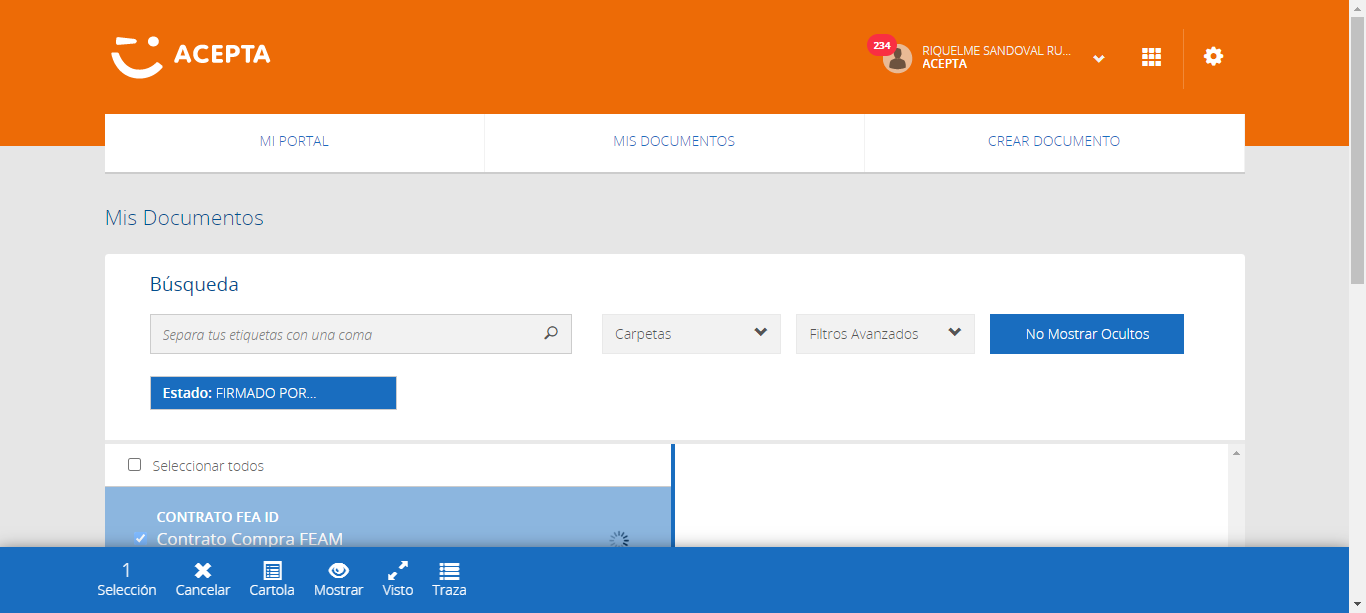 ACEPTA
234
RIQUELME SANDOVAL RU...
ACEPTA
MI PORTAL
MIS DOCUMENTOS
CREAR DOCUMENTO
Mis Documentos
Búsqueda
Separa tus etiquetas con una coma
Carpetas
Filtros Avanzados
No Mostrar Ocultos
Estado: FIRMADO POR...
Seleccionar todos
CONTRATO FEA ID
Contrato Compra FEAM
1
Selección
Cancelar
Cartola
Mostrar
Visto
Traza